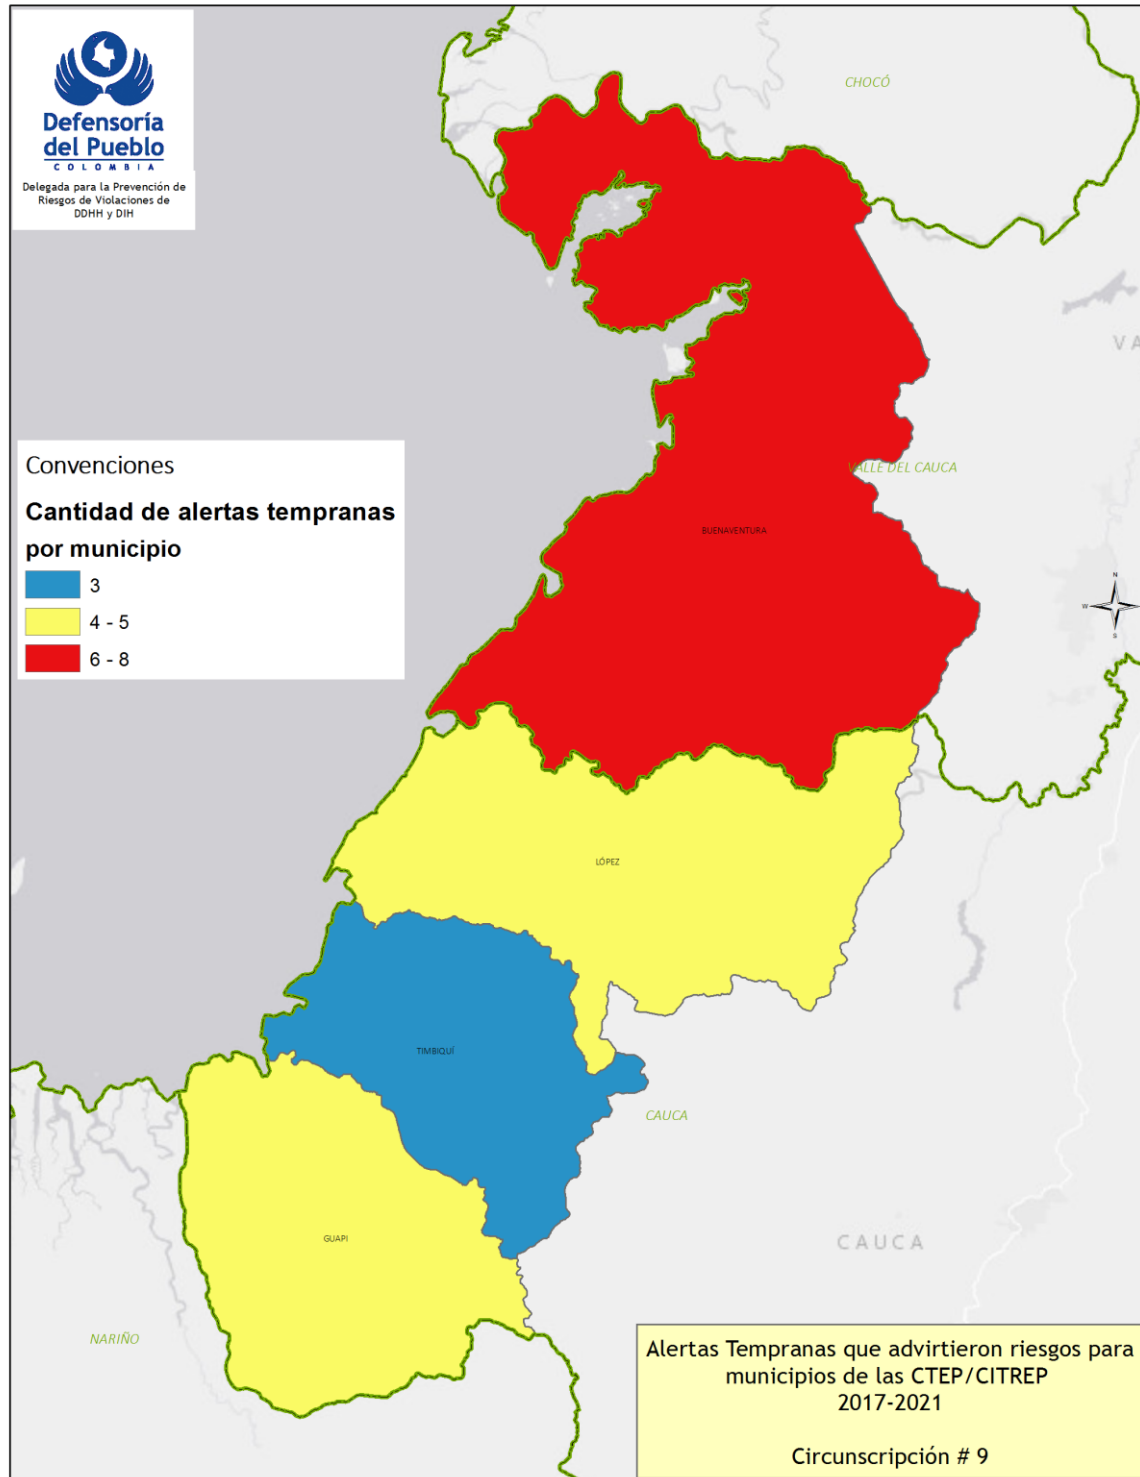 Defensoría
del Pueblo
COLOMBIA
Delegada para la Prevención de
Riesgos de Violaciones de
DDHH y DIH
CHOCÓ
VA
Convenciones
Cantidad de alertas tempranas
por municipio
3
4 - 5
6 - 8
VALLE DEL CAUCA
BUENAVENTURA
N
W
S
LÓPEZ
TIMBIQUÍ
CAUCA
GUAPI
CAUCA
NARIÑO
Alertas Tempranas que advirtieron riesgos para
municipios de las CTEP/CITREP
2017-2021
Circunscripción # 9